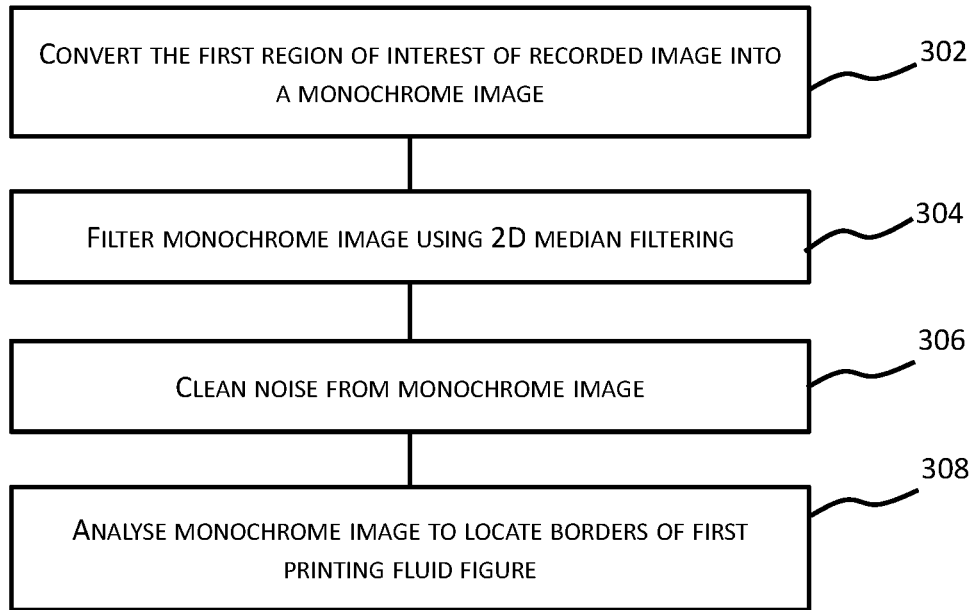 CONVERT THE FIRST REGION OF INTEREST OF RECORDED IMAGE INTO
A MONOCHROME IMAGE
302
FILTER MONOCHROME IMAGE USING 2D MEDIAN FILTERING
304
CLEAN NOISE FROM MONOCHROME IMAGE
306
ANALYSE MONOCHROME IMAGE TO LOCATE BORDERS OF FIRST
PRINTING FLUID FIGURE
308